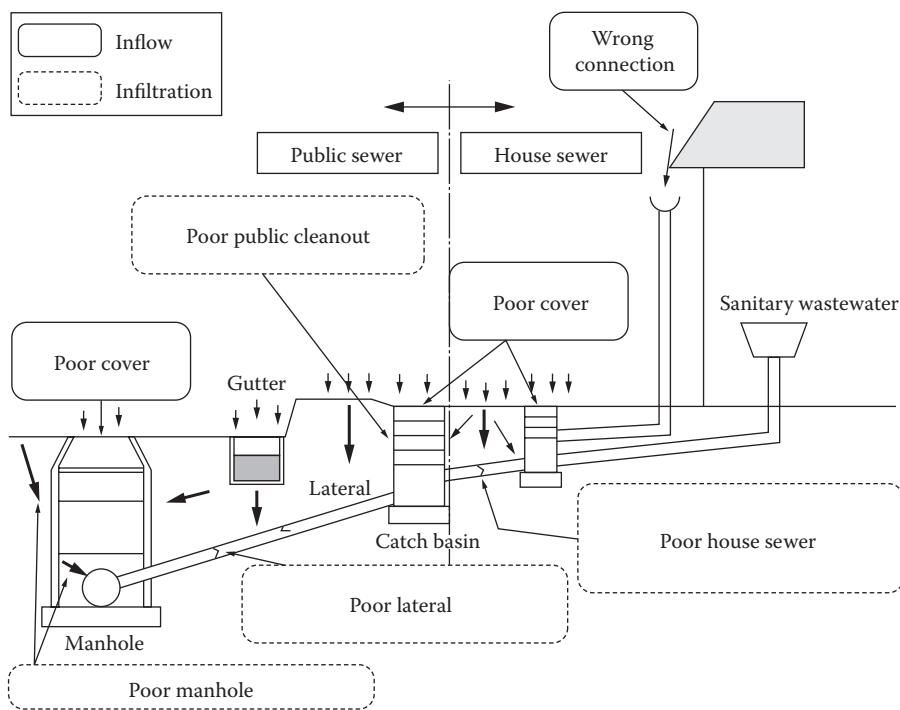 Inflow
Infiltration
Wrong
connection
Public sewer
House sewer
Poor public cleanout
Poor cover
Sanitary wastewater
Poor cover
Gutter
Lateral
Catch basin
Poor house sewer
Poor lateral
Manhole
Poor manhole